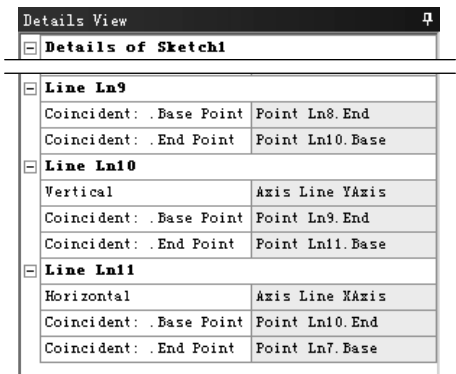 Details View
Details of Sketch1
Line Ln9
Coincident: .Base Point Point Ln8.End
Coincident: .End Point Point Ln10.Base
Line Ln10
Vertical Axis Line YAxis
Coincident: .Base Point Point Ln9.End
Coincident: .End Point Point Ln11.Base
Line Ln11
Horizontal Axis Line XAxis
Coincident: .Base Point Point Ln10.End
Coincident: .End Point Point Ln7.Base